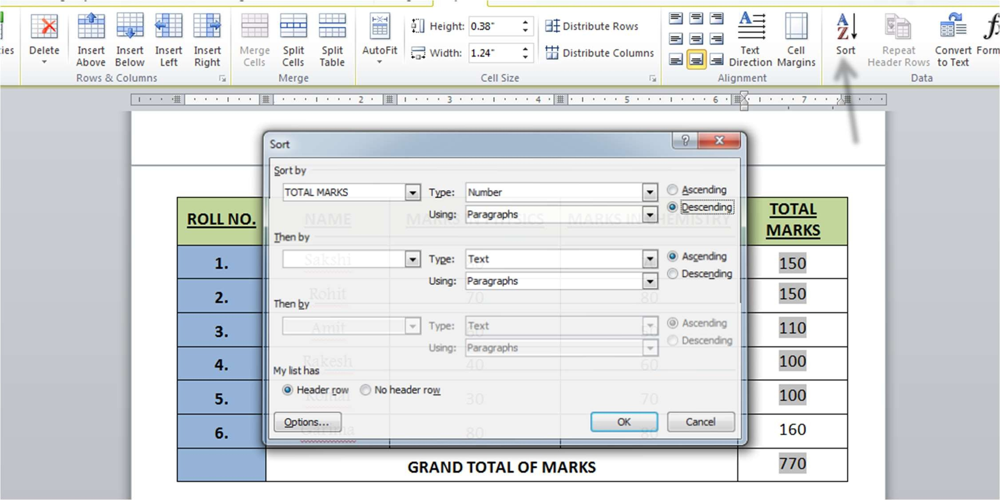 ies
Delete
Insert Above
Insert Below
Insert Left
Insert Right
Rows & Columns
Merge Cells
Split Cells
Split Table
Merge
AutoFit
Height: 0.38"
Width: 1.24"
Distribute Rows
Distribute Columns
Cell Size
Text Direction
Cell Margins
Alignment
A Z
Sort
Repeat Header Rows
Convert to Text
Form
Data
2 3 4 5 6 7
Sort
Sort by
TOTAL MARKS Type: Number Ascending
Using: Paragraphs Descending
Then by
Type: Text Ascending
Using: Paragraphs Descending
Then by
Type: Text Ascending
Using: Paragraphs Descending
My list has
Header row No header row
Options... OK Cancel
ROLL NO. NAME MARKS IN PHYSICS MARKS IN CHEMISTRY TOTAL MARKS
1. Sakshi 150
2. Rohit 70 80 150
3. Amit 60 110
4. Rakesh 40 60 100
5. 30 70 100
6. Garima 80 80 160
GRAND TOTAL OF MARKS 770